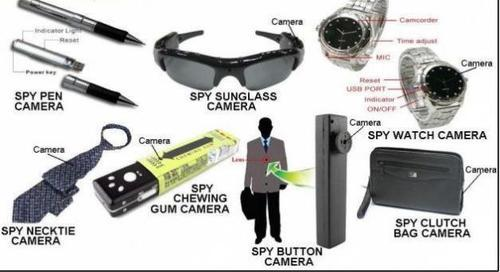 Indicator Light
Reset
Power key
SPY PEN
CAMERA
Camera
SPY SUNGLASS
CAMERA
Camcorder
Time adjust
MIC
Camera
Reset
USB PORT
Indicator
ON/OFF
SPY WATCH CAMERA
Camera
SPY NECKTIE
CAMERA
Camera
SPY
CHEWING
GUM CAMERA
Lens
SPY BUTTON
CAMERA
Camera
Camera
SPY CLUTCH
BAG CAMERA